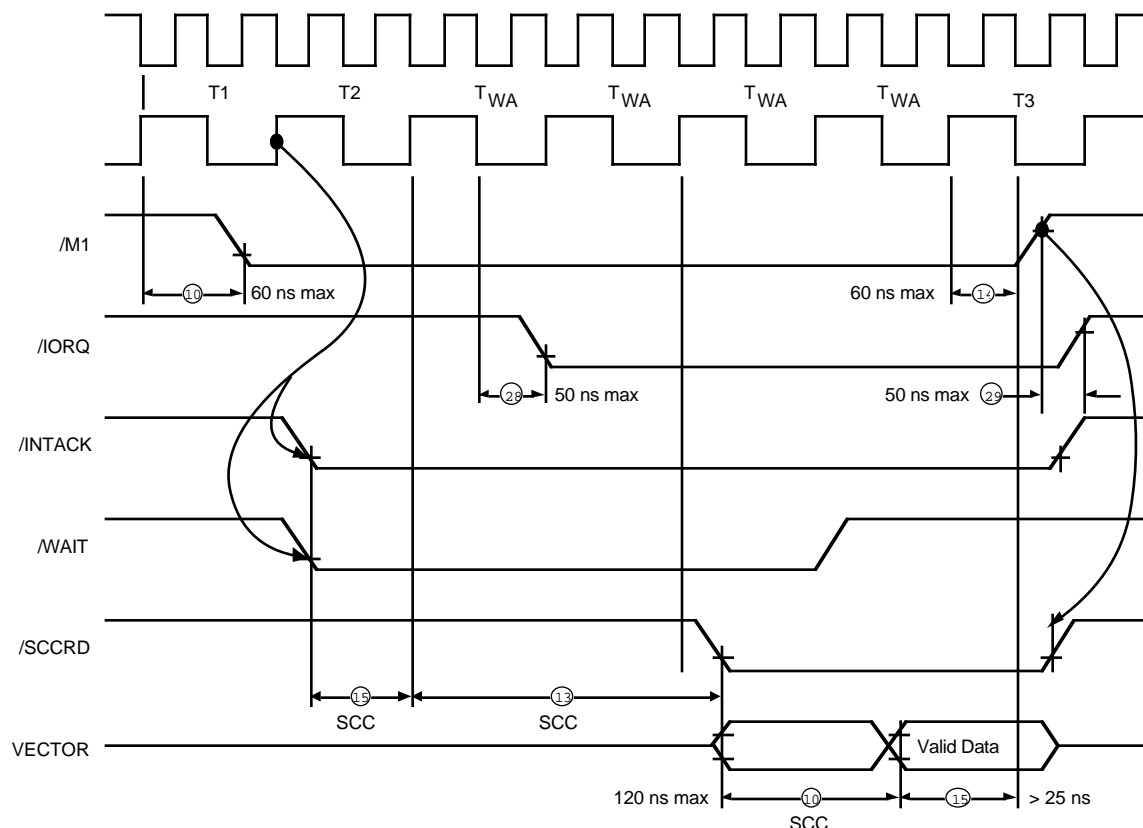 T1 T2 TWA TWA TWA TWA T3
/M1
10 60 ns max 60 ns max 14
/IORQ
28 50 ns max 50 ns max 29
/INTACK
/WAIT
/SCCRD
15 13
SCC SCC
VECTOR Valid Data
120 ns max 10 15 > 25 ns
SCC